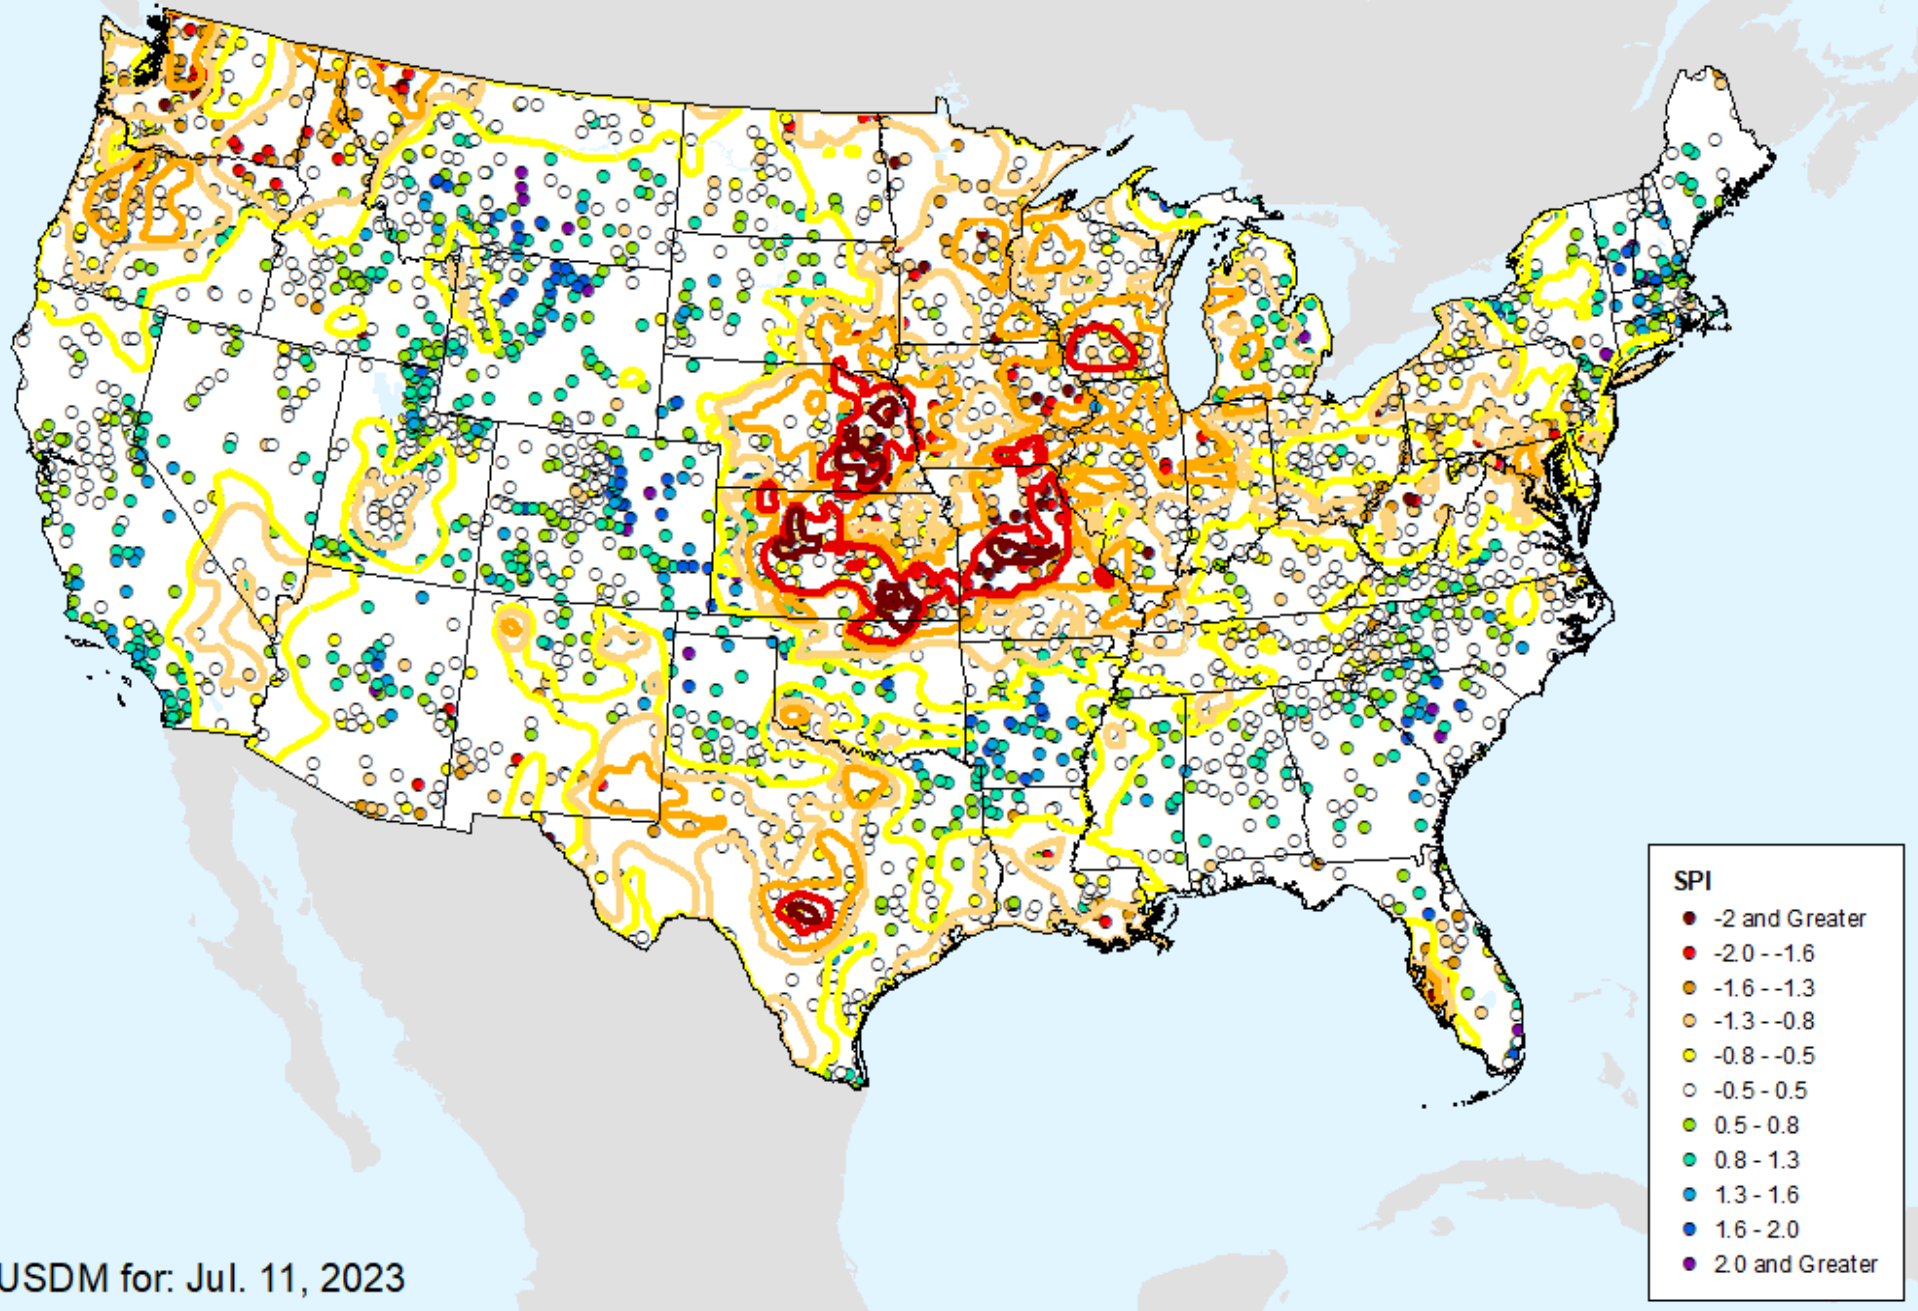 SPI
-2 and Greater
-2.0 - -1.6
-1.6 - -1.3
-1.3 - -0.8
-0.8 - -0.5
-0.5 - 0.5
0.5 - 0.8
0.8 - 1.3
1.3 - 1.6
1.6 - 2.0
2.0 and Greater
USDM for: Jul. 11, 2023